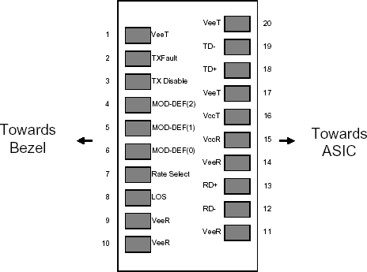 VeeT 20
1 VeeT
TD- 19
2 TXFault
TD+ 18
3 TX Disable
VeeT 17
4 MOD-DEF(2)
VccT 16
Towards
Bezel
5 MOD-DEF(1)
VccR 15
Towards
ASIC
6 MOD-DEF(0)
VeeR 14
7 Rate Select
RD+ 13
8 LOS
RD- 12
9 VeeR
VeeR 11
10 VeeR